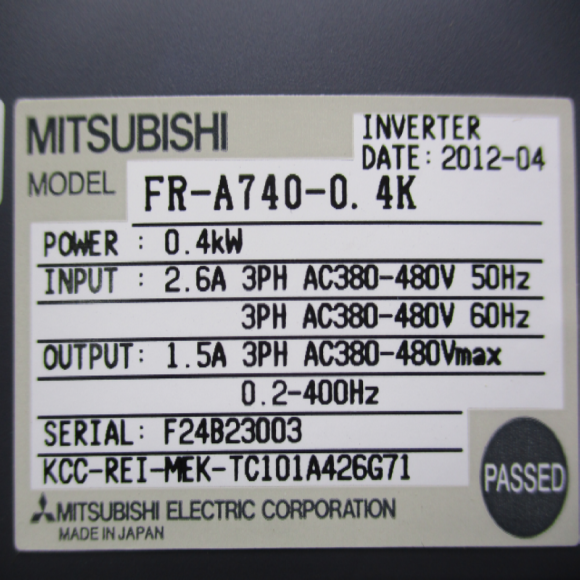 MITSUBISHI
INVERTER
DATE: 2012-04
MODEL FR-A740-0.4K
POWER : 0.4kW
INPUT : 2.6A 3PH AC380-480V 50Hz
3PH AC380-480V 60Hz
OUTPUT: 1.5A 3PH AC380-480Vmax
0.2-400Hz
SERIAL: F24B23003
KCC-REI-MEK-TC101A426G71
PASSED
MITSUBISHI ELECTRIC CORPORATION
MADE IN JAPAN